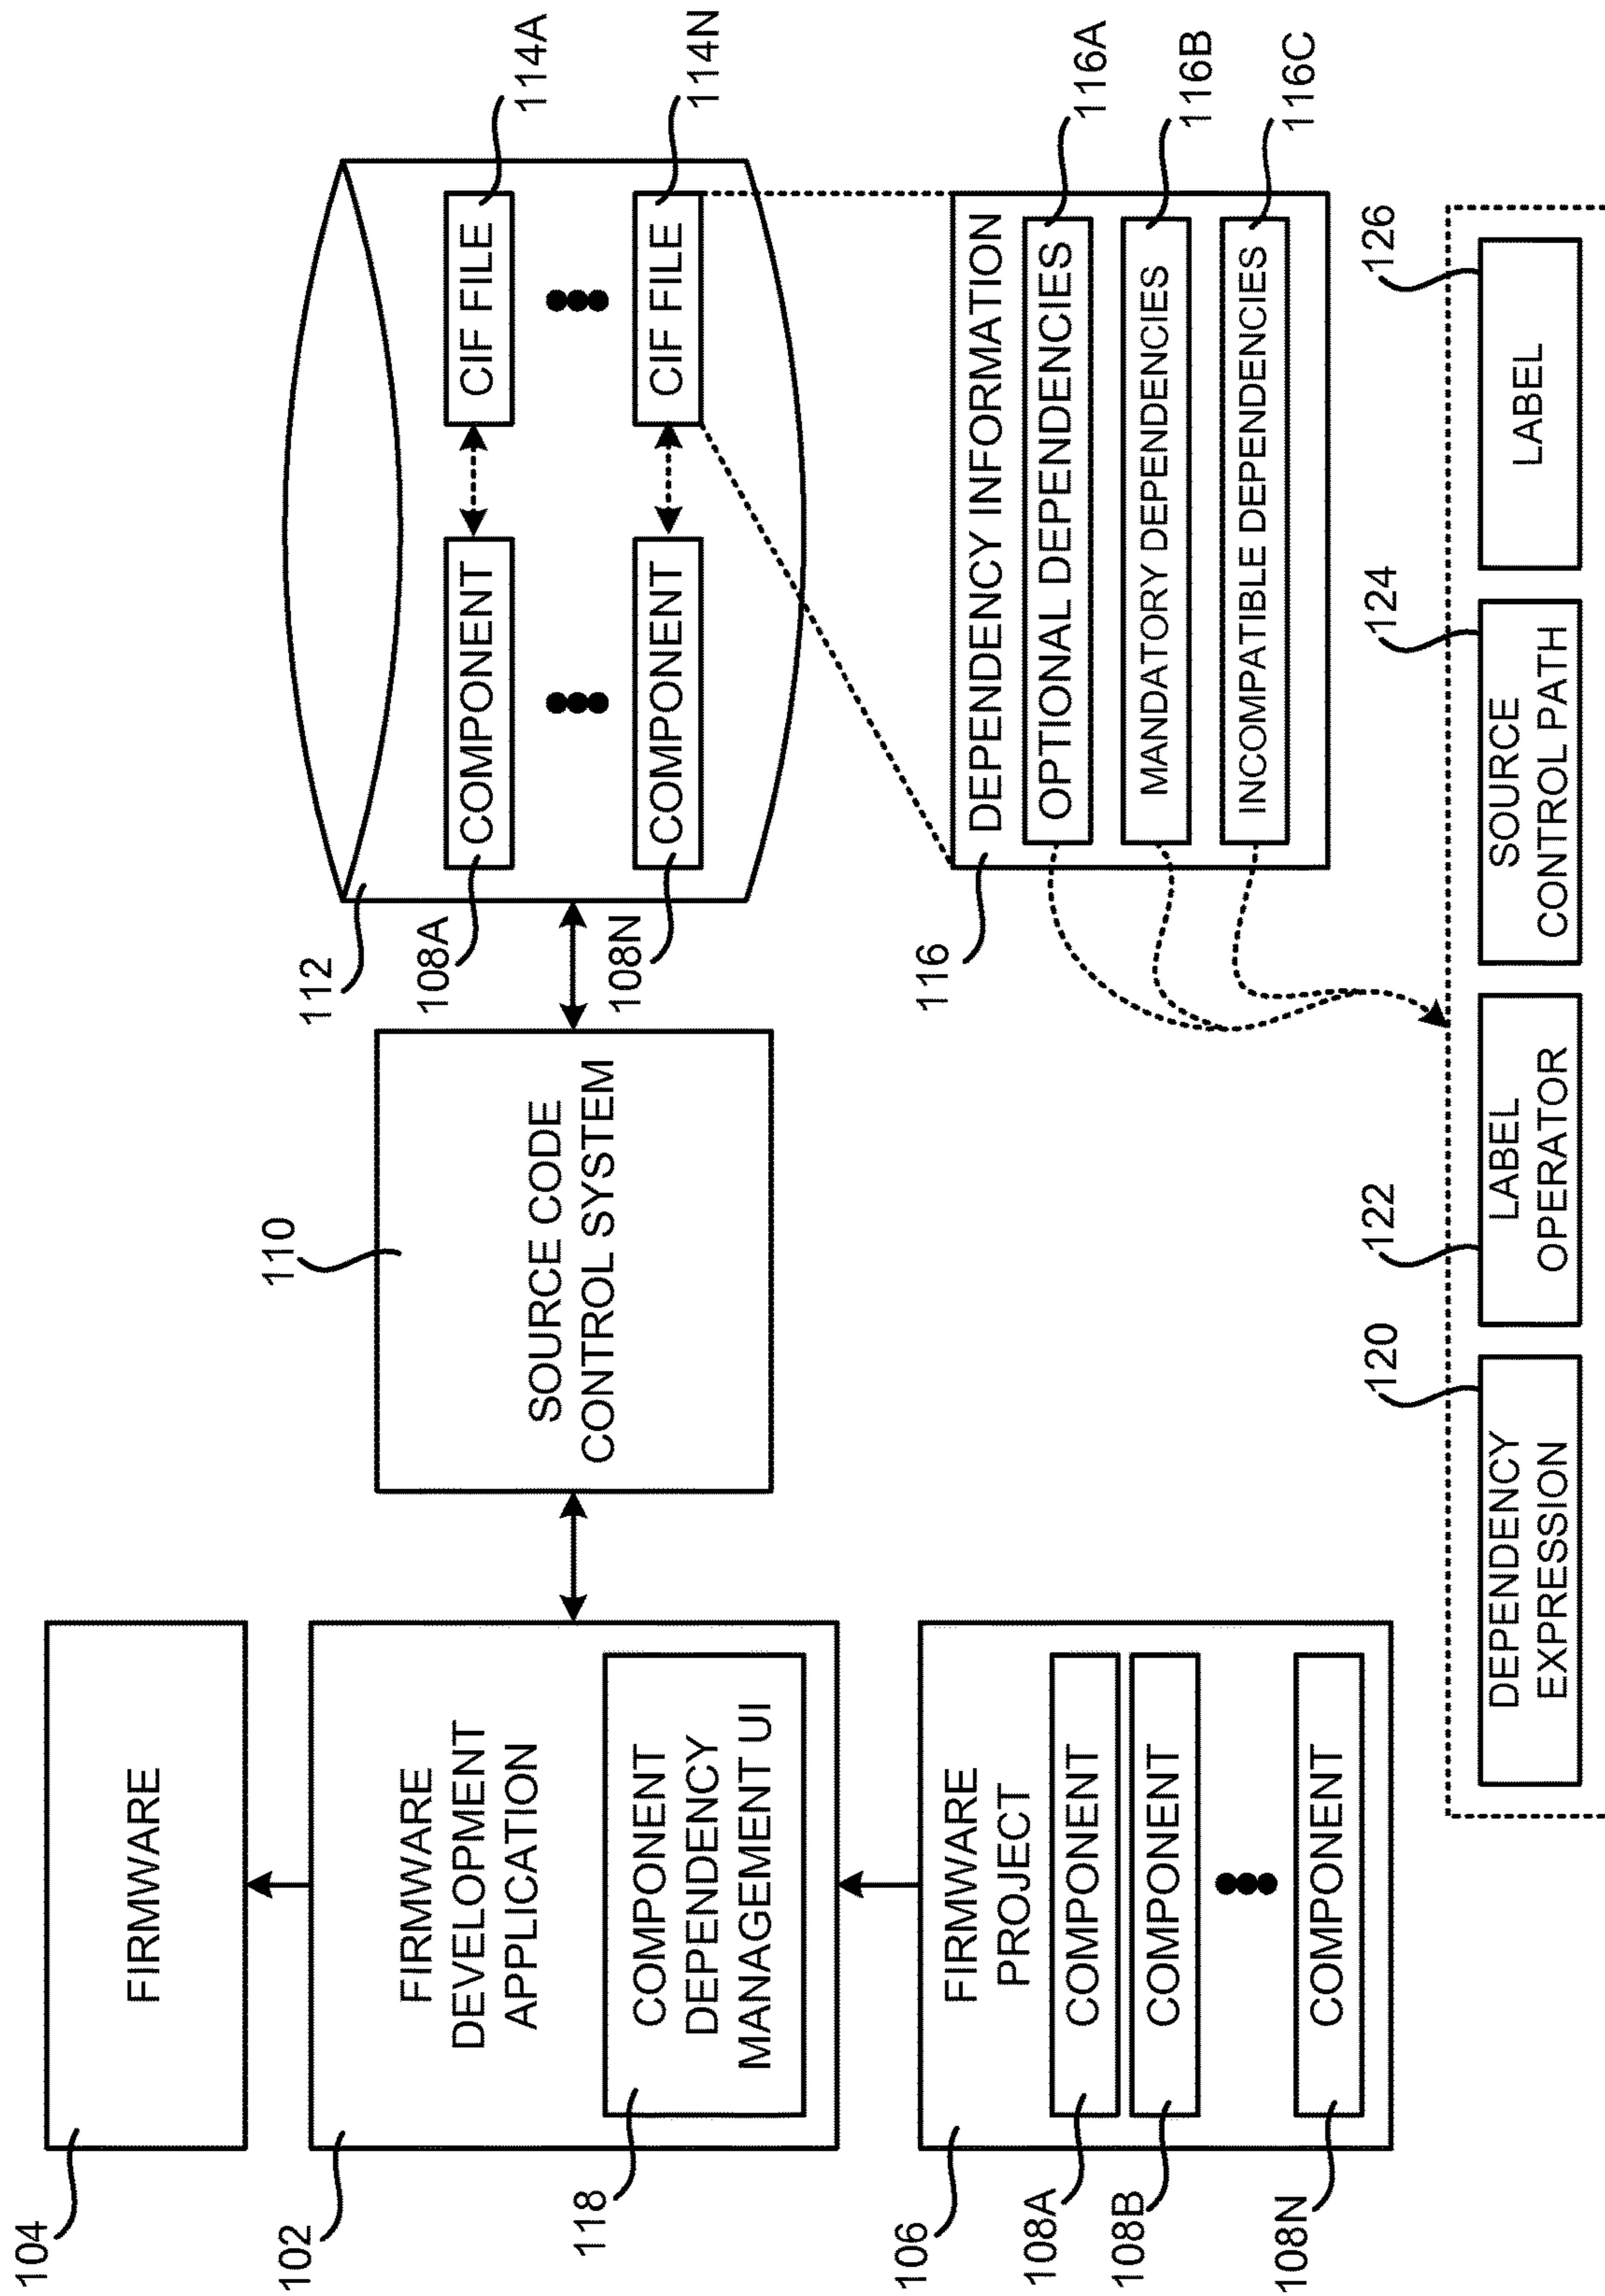 104
FIRMWARE
102
FIRMWARE
DEVELOPMENT
APPLICATION
118
COMPONENT
DEPENDENCY
MANAGEMENT UI
106
FIRMWARE
PROJECT
108A
COMPONENT
108B
COMPONENT
108N
COMPONENT
110
SOURCE CODE
CONTROL SYSTEM
112
108A
COMPONENT
CIF FILE
114A
108N
COMPONENT
CIF FILE
114N
116
DEPENDENCY INFORMATION
OPTIONAL DEPENDENCIES
116A
MANDATORY DEPENDENCIES
116B
INCOMPATIBLE DEPENDENCIES
116C
120
DEPENDENCY
EXPRESSION
122
LABEL
OPERATOR
124
SOURCE
CONTROL PATH
126
LABEL